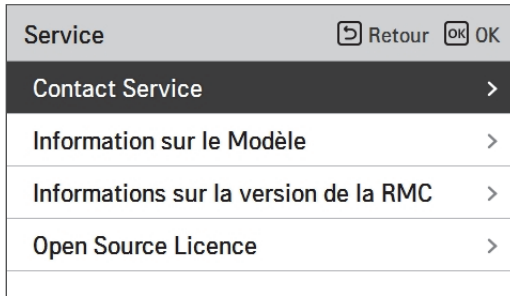 Service Retour OK OK
Contact Service
Information sur le Modèle
Informations sur la version de la RMC
Open Source Licence